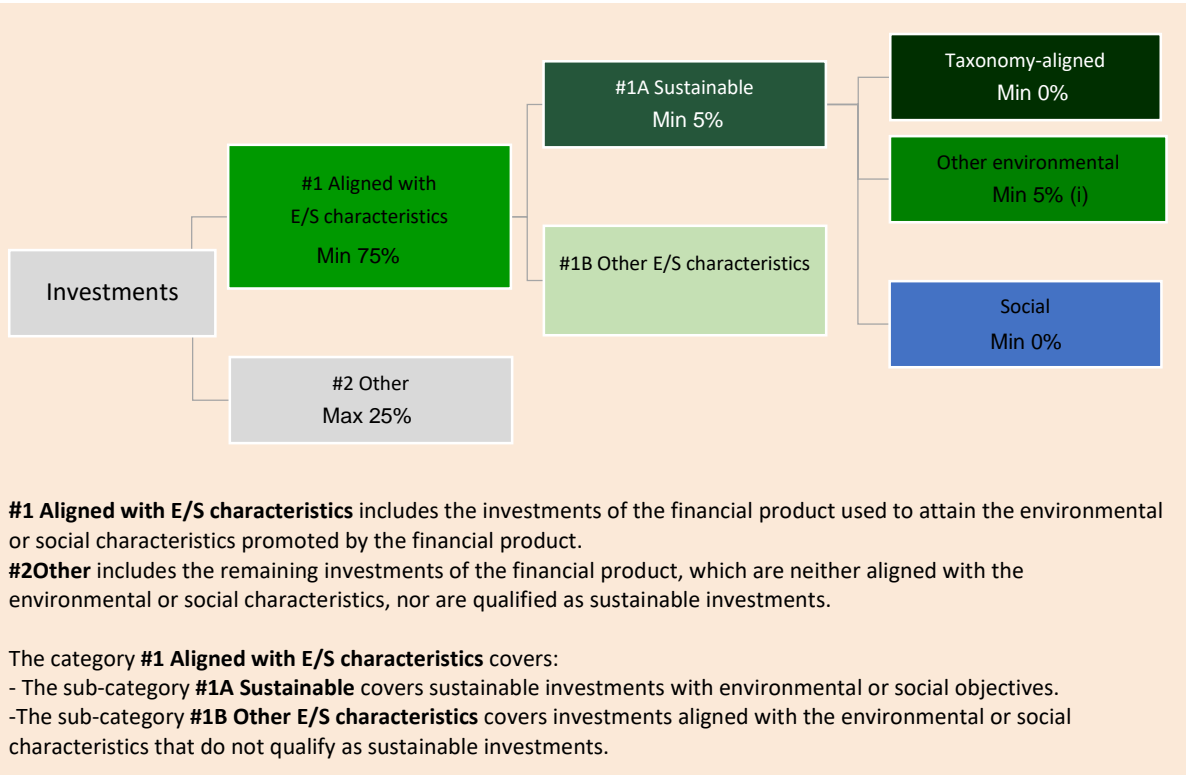 Taxonomy-aligned
Min 0%
#1A Sustainable
Min 5%
Other environmental
Min 5% (i)
#1 Aligned with
E/S characteristics
Min 75%
#1B Other E/S characteristics
Investments
Social
Min 0%
#2 Other
Max 25%
#1 Aligned with E/S characteristics includes the investments of the financial product used to attain the environmental
or social characteristics promoted by the financial product.
#2Other includes the remaining investments of the financial product, which are neither aligned with the
environmental or social characteristics, nor are qualified as sustainable investments.
The category #1 Aligned with E/S characteristics covers:
- The sub-category #1A Sustainable covers sustainable investments with environmental or social objectives.
-The sub-category #1B Other E/S characteristics covers investments aligned with the environmental or social
characteristics that do not qualify as sustainable investments.